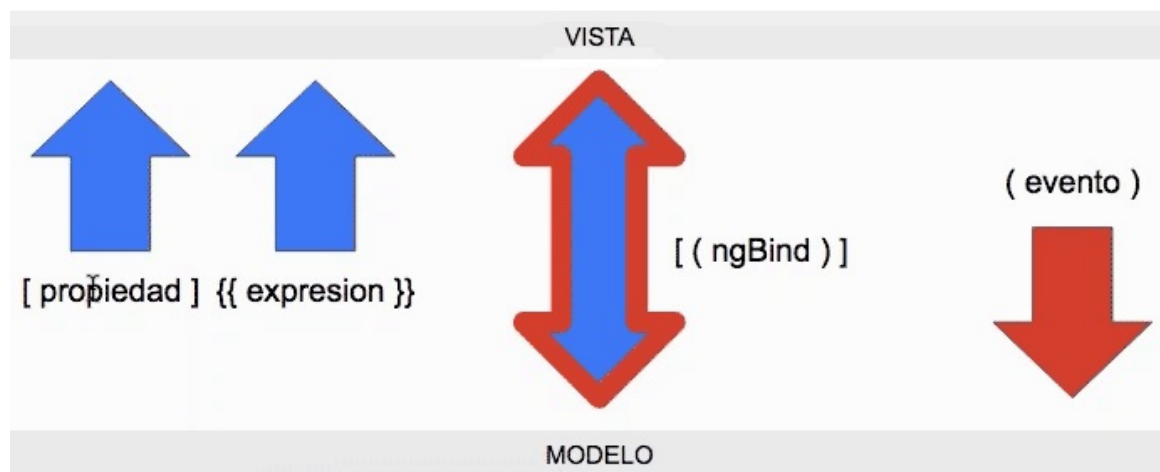 VISTA
( evento )
[ ( ngBind ) ]
[ propiedad ] {{ expresion }}
MODELO